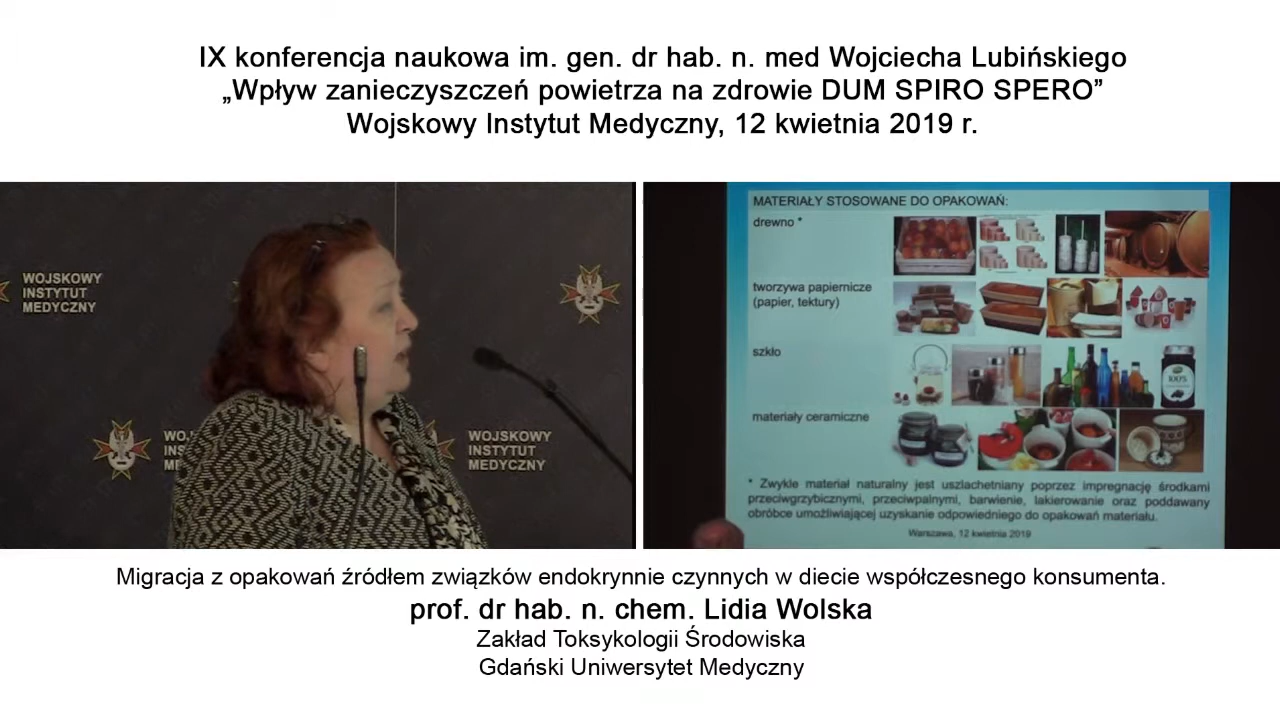 IX konferencja naukowa im. gen. dr hab. n. med Wojciecha Lubińskiego
„Wpływ zanieczyszczeń powietrza na zdrowie DUM SPIRO SPERO”
Wojskowy Instytut Medyczny, 12 kwietnia 2019 r.
WOJSKOWY
INSTYTUT
MEDYCZNY
WOJ
INS
M
WOJSKOWY
INSTYTUT
MEDYCZNY
MATERIAŁY STOSOWANE DO OPAKOWAŃ:
drewno *
tworzywa papiernicze
(papier, tektury)
szkło
100%
materiały ceramiczne
* Zwykle materiał naturalny jest uszlachetniany poprzez impregnację środkami
przeciwgrzybicznymi, przeciwpalnymi, barwienie, lakierowanie oraz poddawany
obróbce umożliwiającej uzyskanie odpowiedniego do opakowań materiału.
Warszawa, 12 kwietnia 2019
Migracja z opakowań źródłem związków endokrynnie czynnych w diecie współczesnego konsumenta.
prof. dr hab. n. chem. Lidia Wolska
Zakład Toksykologii Środowiska
Gdański Uniwersytet Medyczny